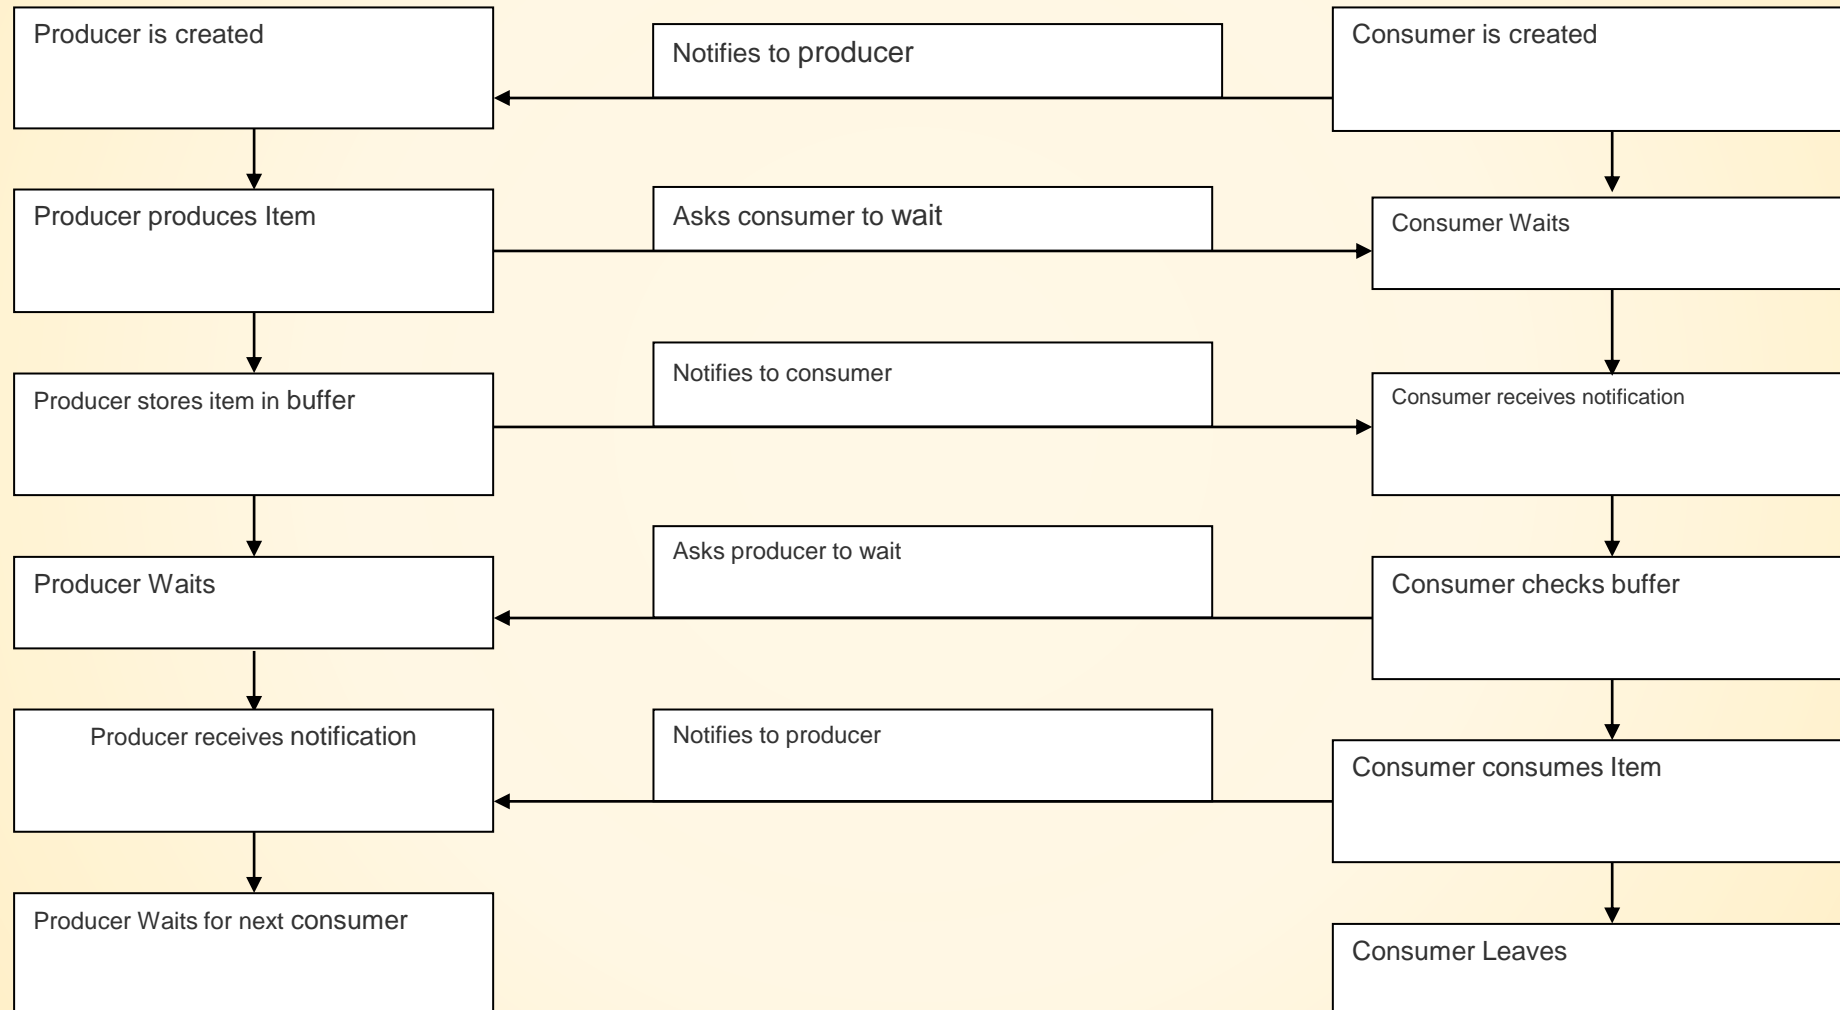 Producer is created
Notifies to producer
Consumer is created
Producer produces Item
Asks consumer to wait
Consumer Waits
Producer stores item in buffer
Notifies to consumer
Consumer receives notification
Producer Waits
Asks producer to wait
Consumer checks buffer
Producer receives notification
Notifies to producer
Consumer consumes Item
Producer Waits for next consumer
Consumer Leaves